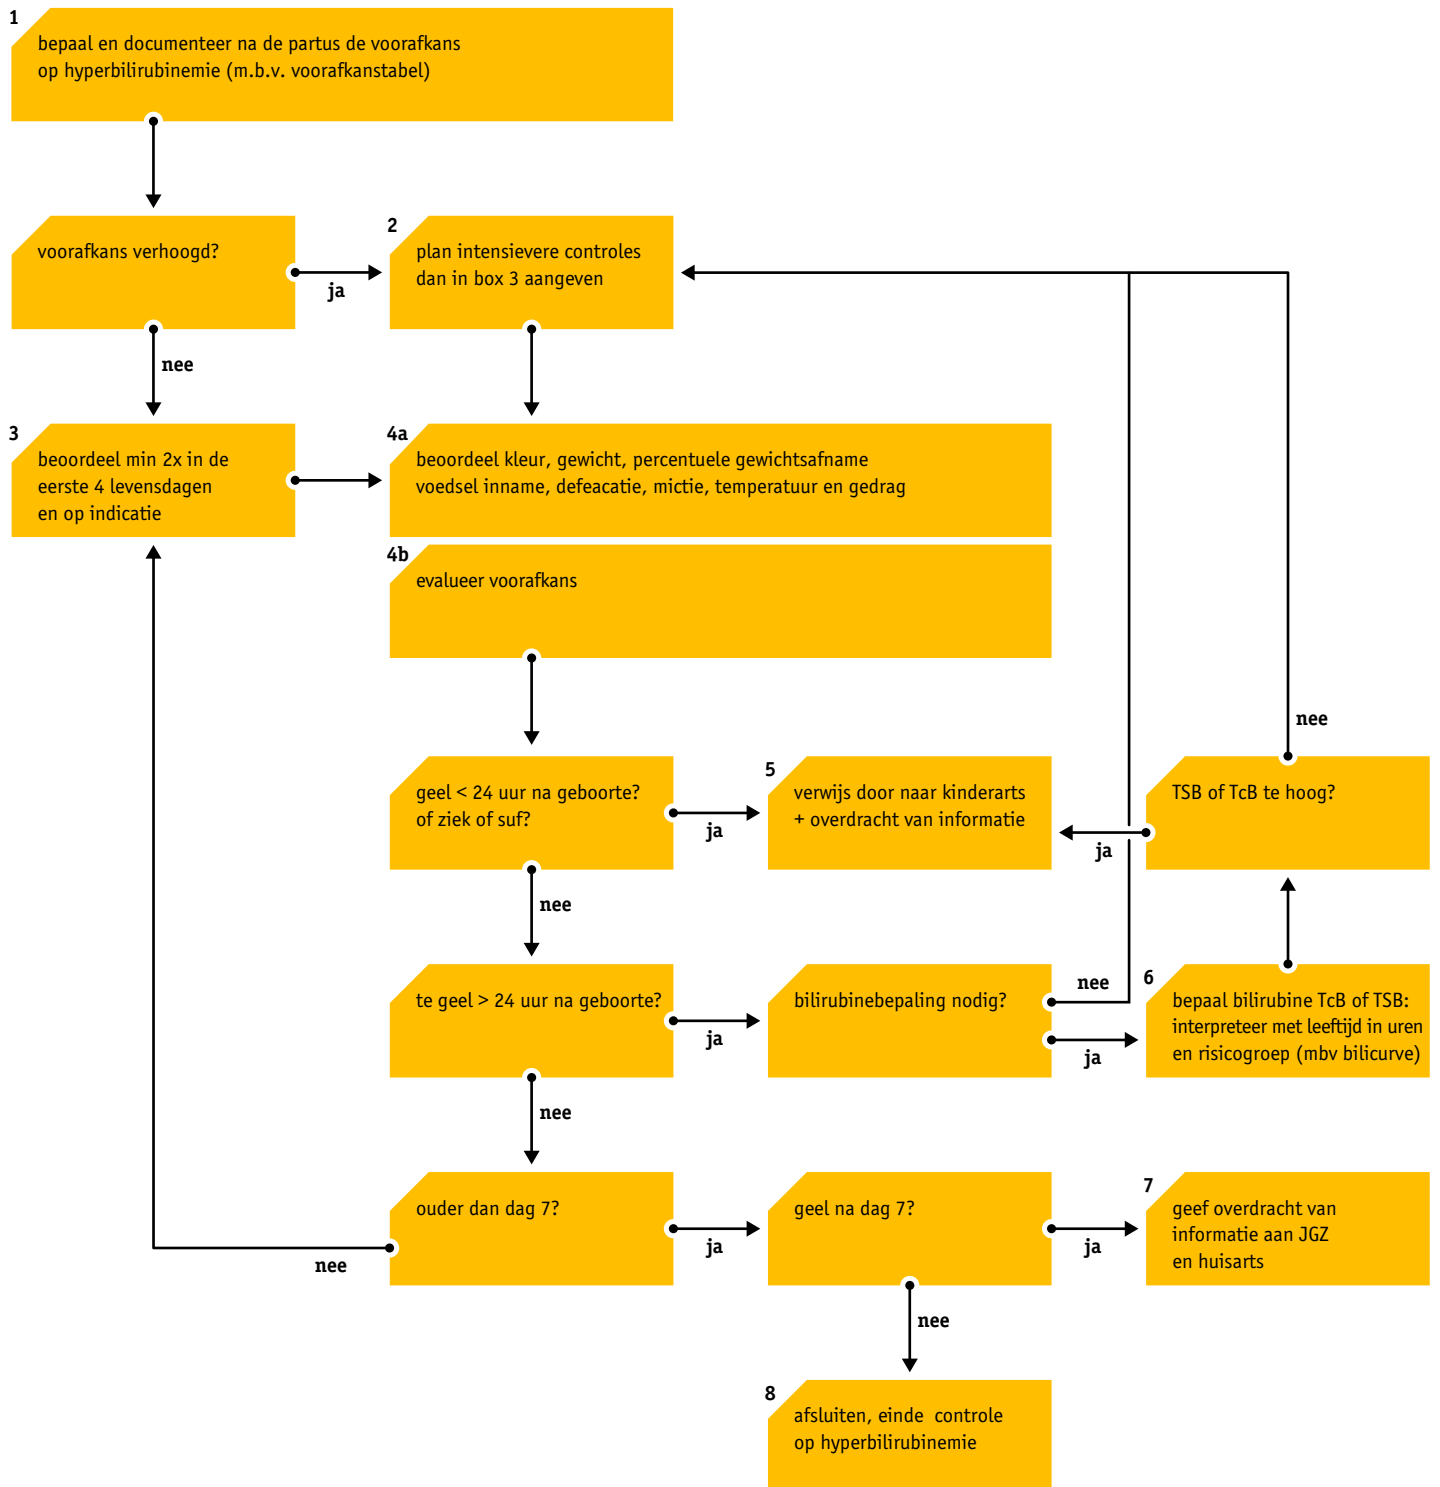 1
bepaal en documenteer na de partus de voorafkans
op hyperbilirubinemie (m.b.v. voorafkanstabel)
voorafkans verhoogd?
ja
2
plan intensievere controles
dan in box 3 aangeven
nee
3
beoordeel min 2x in de
eerste 4 levensdagen
en op indicatie
4a
beoordeel kleur, gewicht, percentuele gewichtsafname
voedsel inname, defeacatie, mictie, temperatuur en gedrag
4b
evalueer voorafkans
geel < 24 uur na geboorte?
of ziek of suf?
ja
5
verwijs door naar kinderarts
+ overdracht van informatie
ja
TSB of TcB te hoog?
nee
nee
te geel > 24 uur na geboorte?
ja
bilirubinebepaling nodig?
nee
ja
6
bepaal bilirubine TcB of TSB:
interpreteer met leeftijd in uren
en risicogroep (mbv bilicurve)
nee
ouder dan dag 7?
nee
ja
geel na dag 7?
ja
7
geef overdracht van
informatie aan JGZ
en huisarts
nee
8
afsluiten, einde controle
op hyperbilirubinemie